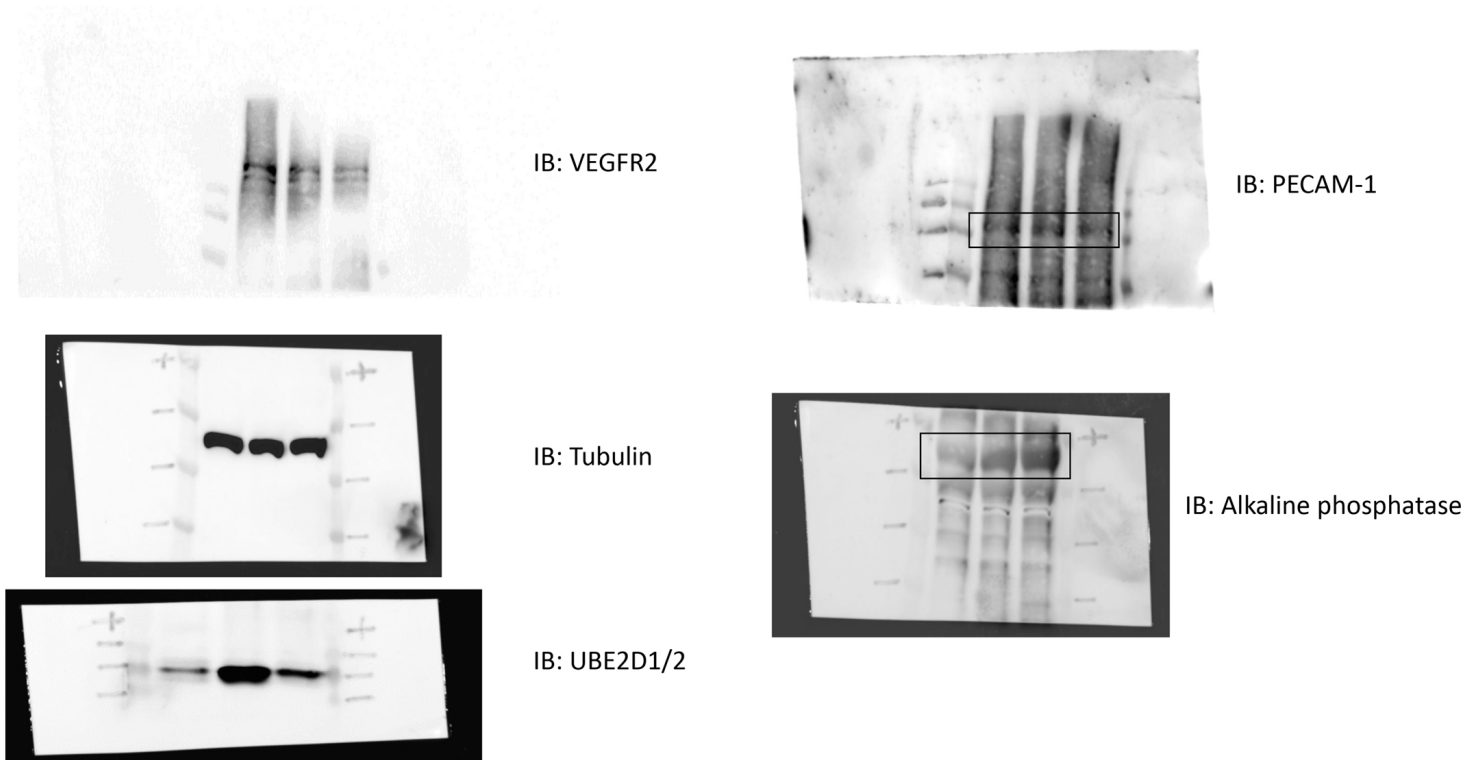 IB: VEGFR2
IB: PECAM-1
IB: Tubulin
IB: Alkaline phosphatase
IB: UBE2D1/2